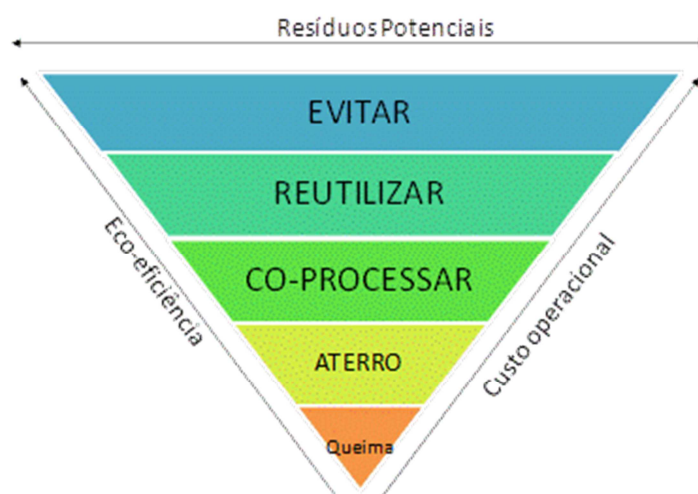 Resíduos Potenciais
EVITAR
REUTILIZAR
CO-PROCESSAR
ATERRO
Queima
Eco-eficiência
Custo operacional